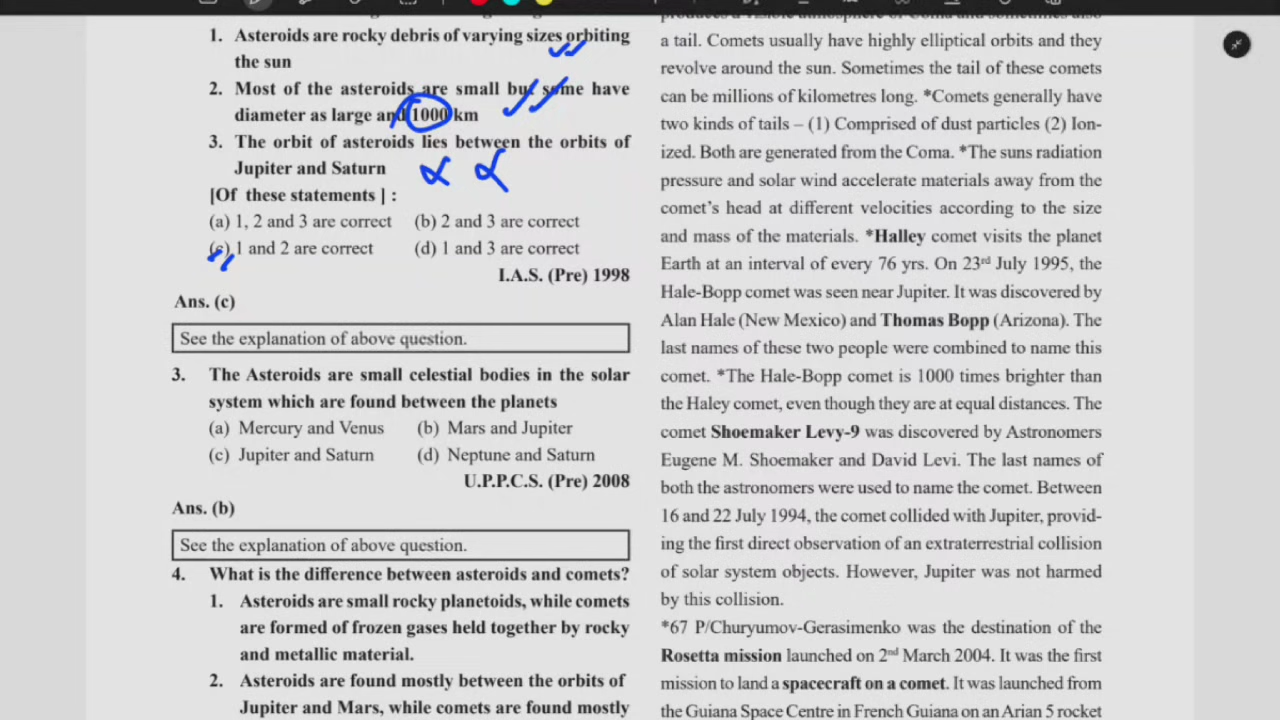 1. Asteroids are rocky debris of varying sizes orbiting
the sun
2. Most of the asteroids are small but some have
diameter as large and 1000 km
3. The orbit of asteroids lies between the orbits of
Jupiter and Saturn
[Of these statements ] :
(a) 1, 2 and 3 are correct (b) 2 and 3 are correct
(c) 1 and 2 are correct (d) 1 and 3 are correct
I.A.S. (Pre) 1998
Ans. (c)
See the explanation of above question.
3. The Asteroids are small celestial bodies in the solar
system which are found between the planets
(a) Mercury and Venus (b) Mars and Jupiter
(c) Jupiter and Saturn (d) Neptune and Saturn
U.P.P.C.S. (Pre) 2008
Ans. (b)
See the explanation of above question.
4. What is the difference between asteroids and comets?
1. Asteroids are small rocky planetoids, while comets
are formed of frozen gases held together by rocky
and metallic material.
2. Asteroids are found mostly between the orbits of
Jupiter and Mars, while comets are found mostly
a tail. Comets usually have highly elliptical orbits and they
revolve around the sun. Sometimes the tail of these comets
can be millions of kilometres long. *Comets generally have
two kinds of tails – (1) Comprised of dust particles (2) Ion-
ized. Both are generated from the Coma. *The suns radiation
pressure and solar wind accelerate materials away from the
comet’s head at different velocities according to the size
and mass of the materials. *Halley comet visits the planet
Earth at an interval of every 76 yrs. On 23rd July 1995, the
Hale-Bopp comet was seen near Jupiter. It was discovered by
Alan Hale (New Mexico) and Thomas Bopp (Arizona). The
last names of these two people were combined to name this
comet. *The Hale-Bopp comet is 1000 times brighter than
the Haley comet, even though they are at equal distances. The
comet Shoemaker Levy-9 was discovered by Astronomers
Eugene M. Shoemaker and David Levi. The last names of
both the astronomers were used to name the comet. Between
16 and 22 July 1994, the comet collided with Jupiter, provid-
ing the first direct observation of an extraterrestrial collision
of solar system objects. However, Jupiter was not harmed
by this collision.
*67 P/Churyumov-Gerasimenko was the destination of the
Rosetta mission launched on 2nd March 2004. It was the first
mission to land a spacecraft on a comet. It was launched from
the Guiana Space Centre in French Guiana on an Arian 5 rocket